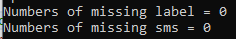 Numbers of missing label = 0
Numbers of missing sms = 0